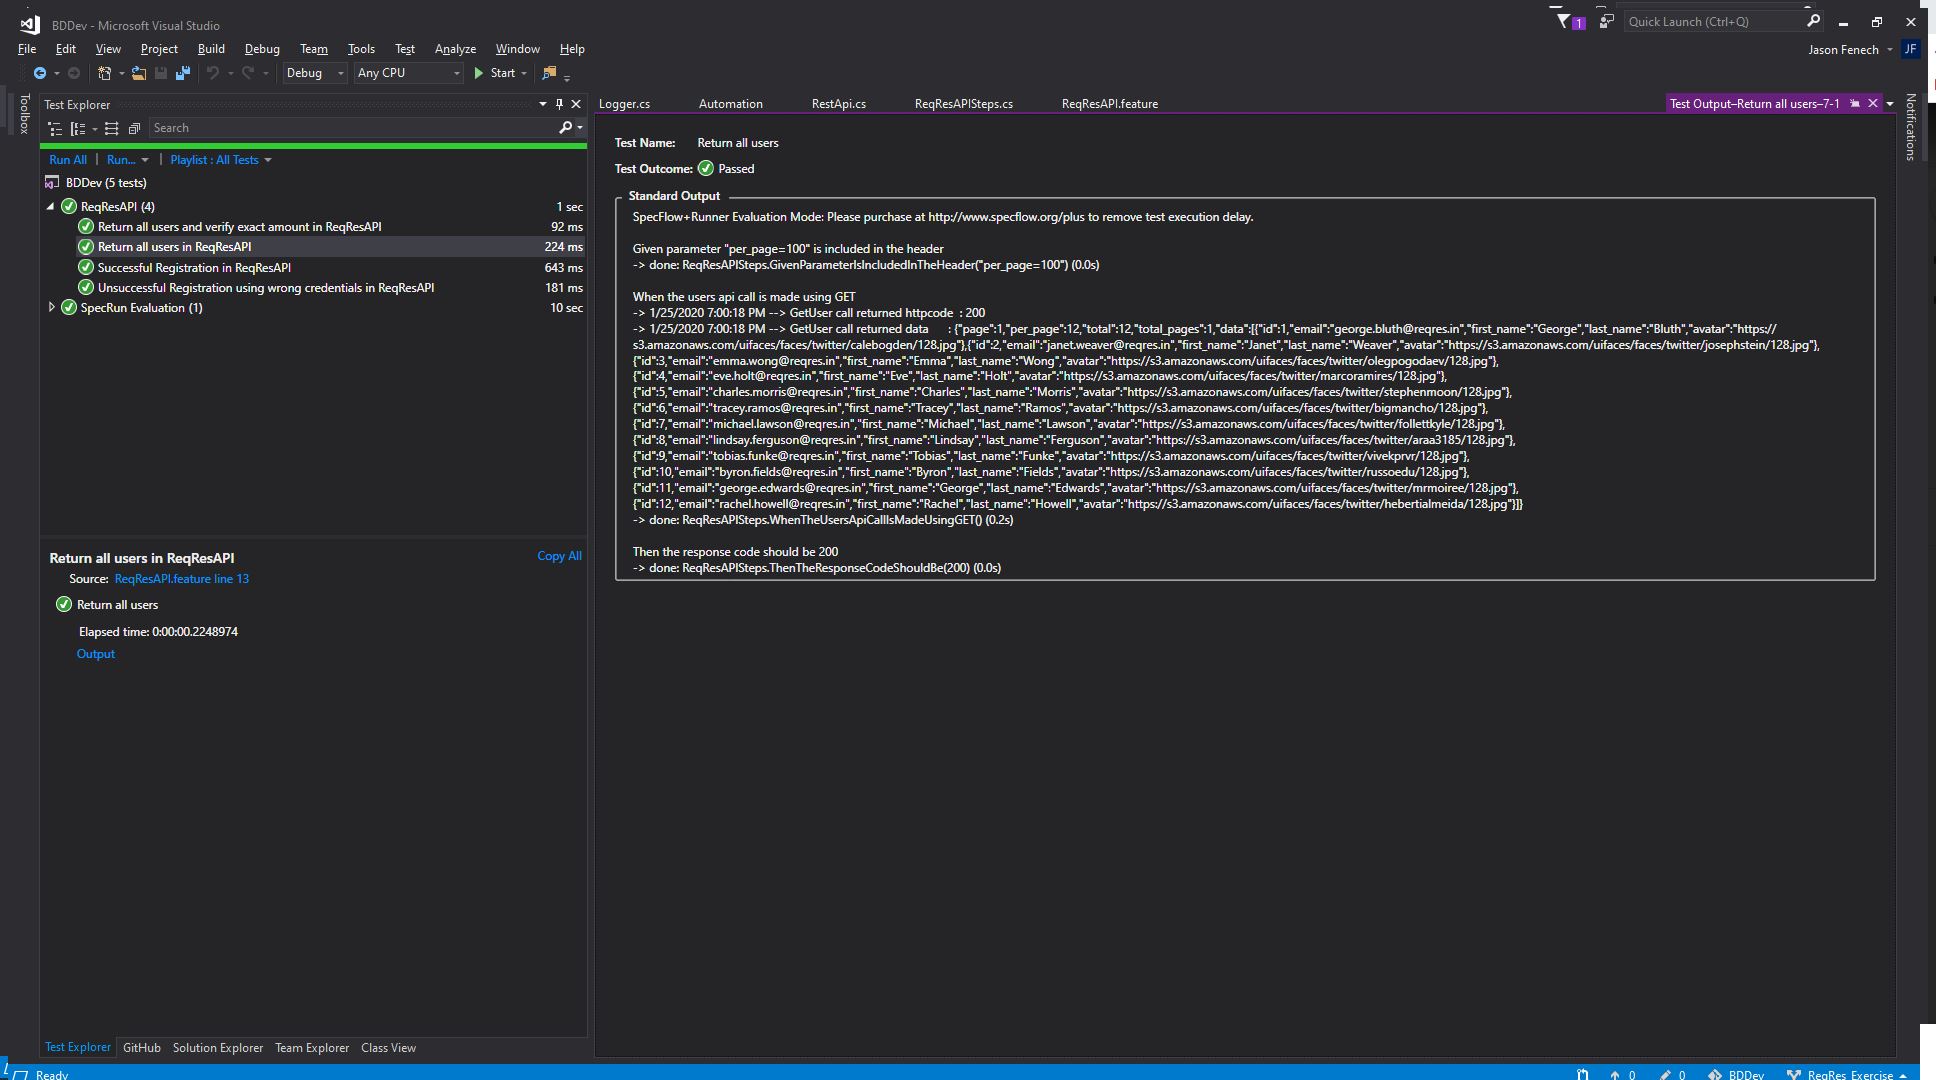 BDDev - Microsoft Visual Studio
1
Quick Launch (Ctrl+Q)
File Edit View Project Build Debug Team Tools Test Analyze Window Help
Jason Fenech JF
Debug Any CPU Start
Toolbox
Test Explorer
Search
Run All | Run... | Playlist : All Tests
BDDev (5 tests)
ReqResAPI (4) 1 sec
Return all users and verify exact amount in ReqResAPI 92 ms
Return all users in ReqResAPI 224 ms
Successful Registration in ReqResAPI 643 ms
Unsuccessful Registration using wrong credentials in ReqResAPI 181 ms
SpecRun Evaluation (1) 10 sec
Return all users in ReqResAPI Copy All
Source: ReqResAPI.feature line 13
Return all users
Elapsed time: 0:00:00.2248974
Output
Test Explorer GitHub Solution Explorer Team Explorer Class View
Logger.cs Automation RestApi.cs ReqResAPISteps.cs ReqResAPI.feature Test Output–Return all users–7-1
Notifications
Test Name: Return all users
Test Outcome: Passed
Standard Output
SpecFlow+Runner Evaluation Mode: Please purchase at http://www.specflow.org/plus to remove test execution delay.
Given parameter "per_page=100" is included in the header
-> done: ReqResAPISteps.GivenParameterIsIncludedInTheHeader("per_page=100") (0.0s)
When the users api call is made using GET
-> 1/25/2020 7:00:18 PM --> GetUser call returned httpcode : 200
-> 1/25/2020 7:00:18 PM --> GetUser call returned data : {"page":1,"per_page":12,"total":12,"total_pages":1,"data":[{"id":1,"email":"george.bluth@reqres.in","first_name":"George","last_name":"Bluth","avatar":"https://
s3.amazonaws.com/uifaces/faces/twitter/calebogden/128.jpg"},{"id":2,"email":"janet.weaver@reqres.in","first_name":"Janet","last_name":"Weaver","avatar":"https://s3.amazonaws.com/uifaces/faces/twitter/josephstein/128.jpg"},
{"id":3,"email":"emma.wong@reqres.in","first_name":"Emma","last_name":"Wong","avatar":"https://s3.amazonaws.com/uifaces/faces/twitter/olegpogodaev/128.jpg"},
{"id":4,"email":"eve.holt@reqres.in","first_name":"Eve","last_name":"Holt","avatar":"https://s3.amazonaws.com/uifaces/faces/twitter/marcoramires/128.jpg"},
{"id":5,"email":"charles.morris@reqres.in","first_name":"Charles","last_name":"Morris","avatar":"https://s3.amazonaws.com/uifaces/faces/twitter/stephenmoon/128.jpg"},
{"id":6,"email":"tracey.ramos@reqres.in","first_name":"Tracey","last_name":"Ramos","avatar":"https://s3.amazonaws.com/uifaces/faces/twitter/bigmancho/128.jpg"},
{"id":7,"email":"michael.lawson@reqres.in","first_name":"Michael","last_name":"Lawson","avatar":"https://s3.amazonaws.com/uifaces/faces/twitter/follettkyle/128.jpg"},
{"id":8,"email":"lindsay.ferguson@reqres.in","first_name":"Lindsay","last_name":"Ferguson","avatar":"https://s3.amazonaws.com/uifaces/faces/twitter/araa3185/128.jpg"},
{"id":9,"email":"tobias.funke@reqres.in","first_name":"Tobias","last_name":"Funke","avatar":"https://s3.amazonaws.com/uifaces/faces/twitter/vivekprvr/128.jpg"},
{"id":10,"email":"byron.fields@reqres.in","first_name":"Byron","last_name":"Fields","avatar":"https://s3.amazonaws.com/uifaces/faces/twitter/russoedu/128.jpg"},
{"id":11,"email":"george.edwards@reqres.in","first_name":"George","last_name":"Edwards","avatar":"https://s3.amazonaws.com/uifaces/faces/twitter/mrmoiree/128.jpg"},
{"id":12,"email":"rachel.howell@reqres.in","first_name":"Rachel","last_name":"Howell","avatar":"https://s3.amazonaws.com/uifaces/faces/twitter/hebertialmeida/128.jpg"}]}
-> done: ReqResAPISteps.WhenTheUsersApiCallIsMadeUsingGET() (0.2s)
Then the response code should be 200
-> done: ReqResAPISteps.ThenTheResponseCodeShouldBe(200) (0.0s)
Ready 0 0 BDDev ReqRes_Exercise